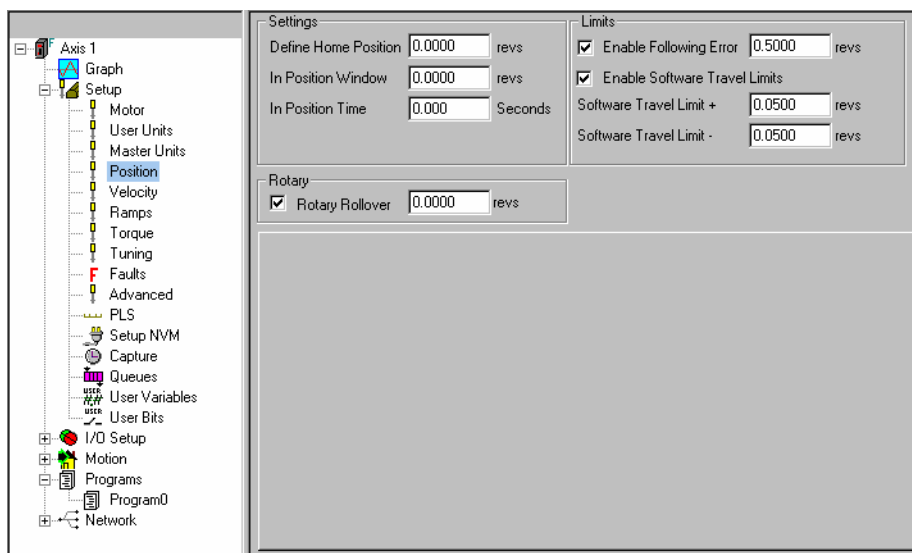 Axis 1
Graph
Setup
Motor
User Units
Master Units
Position
Velocity
Ramps
Torque
Tuning
F Faults
Advanced
PLS
Setup NVM
Capture
Queues
USER User Variables
USER User Bits
I/O Setup
Motion
Programs
Program0
Network
Settings
Define Home Position 0.0000 revs
In Position Window 0.0000 revs
In Position Time 0.000 Seconds
Limits
Enable Following Error 0.5000 revs
Enable Software Travel Limits
Software Travel Limit + 0.0500 revs
Software Travel Limit - 0.0500 revs
Rotary
Rotary Rollover 0.0000 revs